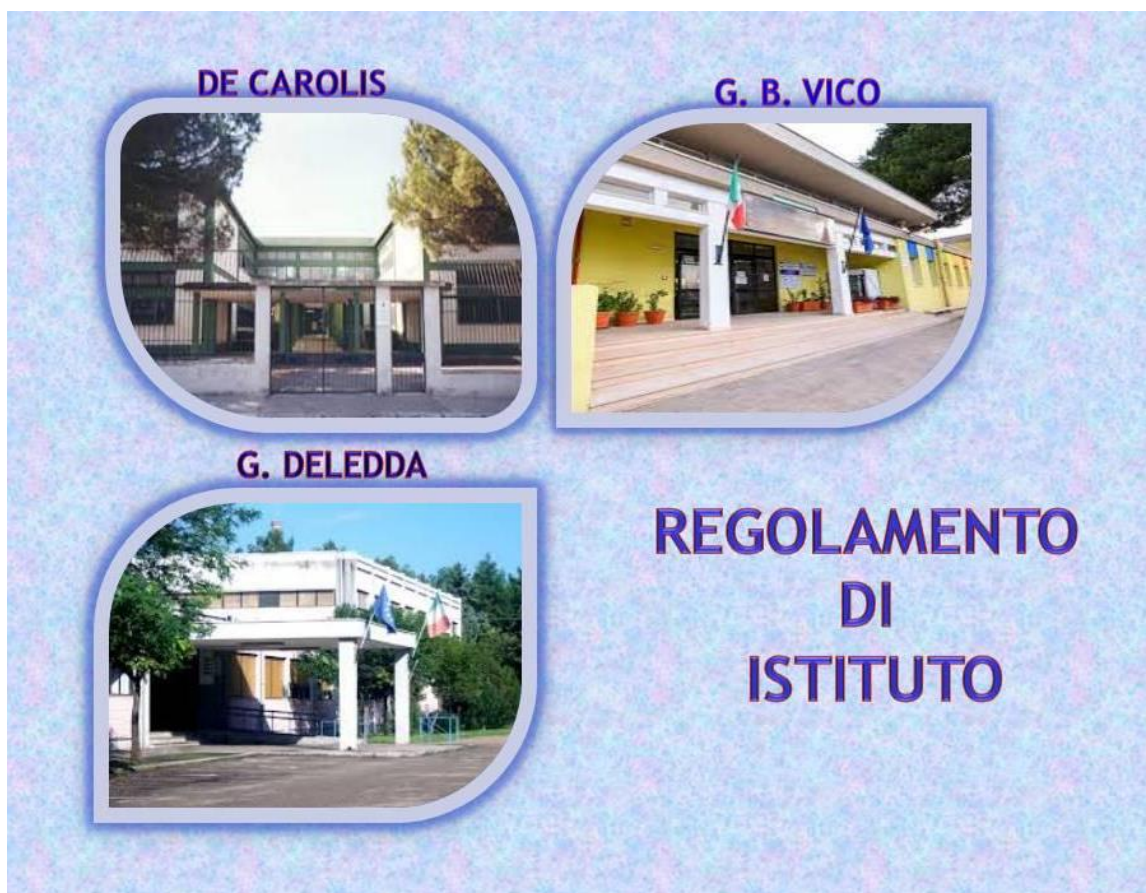 DE CAROLIS
G. B. VICO
G. DELEDDA
REGOLAMENTO
DI
ISTITUTO